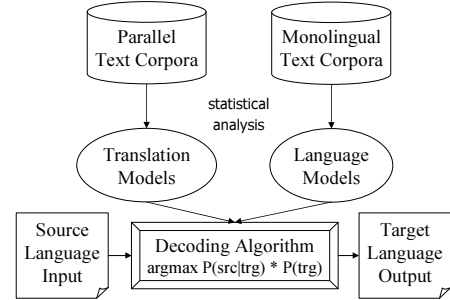 Parallel
Text Corpora
Monolingual
Text Corpora
statistical
analysis
Translation
Models
Language
Models
Source
Language
Input
Decoding Algorithm
argmax P(src|trg) * P(trg)
Target
Language
Output